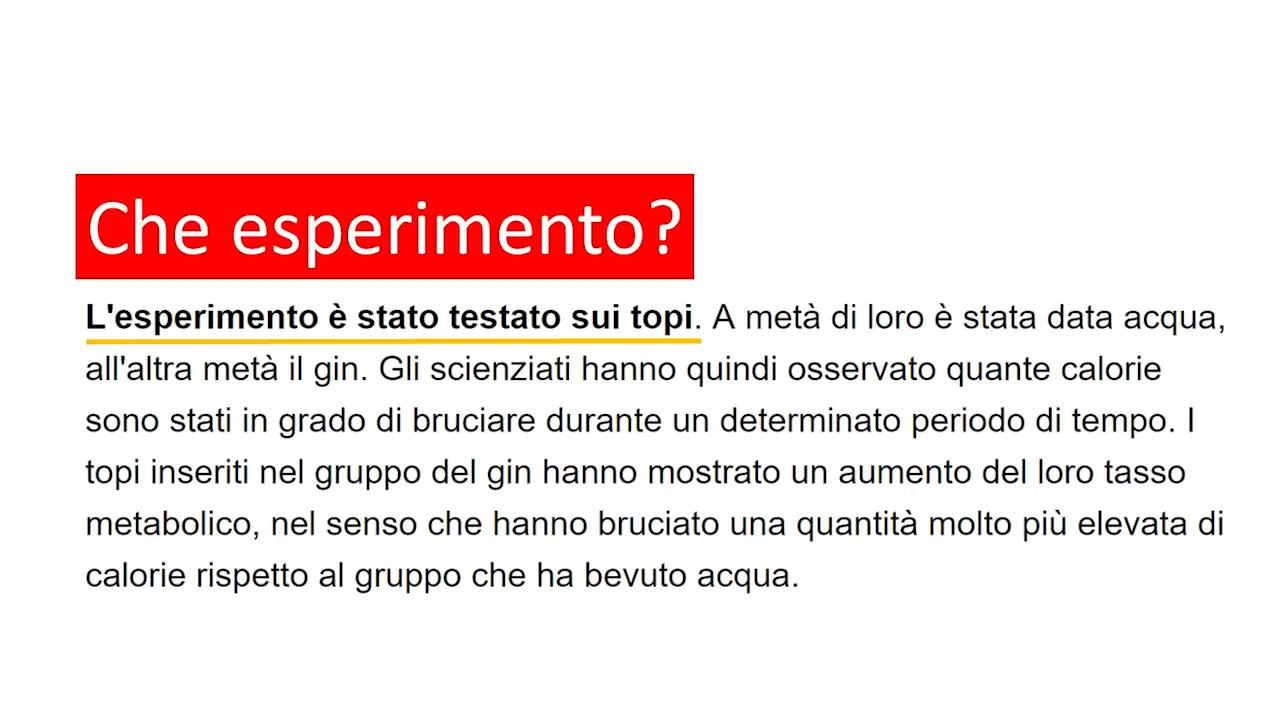 Che esperimento?
L'esperimento è stato testato sui topi. A metà di loro è stata data acqua,
all'altra metà il gin. Gli scienziati hanno quindi osservato quante calorie
sono stati in grado di bruciare durante un determinato periodo di tempo. I
topi inseriti nel gruppo del gin hanno mostrato un aumento del loro tasso
metabolico, nel senso che hanno bruciato una quantità molto più elevata di
calorie rispetto al gruppo che ha bevuto acqua.